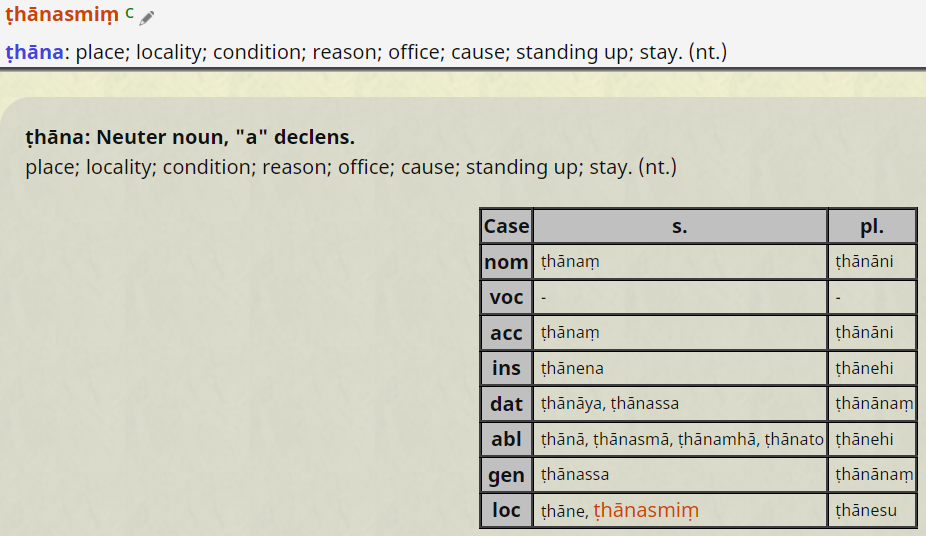 ṭhānasmiṃ c
ṭhāna: place; locality; condition; reason; office; cause; standing up; stay. (nt.)
ṭhāna: Neuter noun, "a" declens.
place; locality; condition; reason; office; cause; standing up; stay. (nt.)
Case s. pl.
nom ṭhānaṃ ṭhānāni
voc - -
acc ṭhānaṃ ṭhānāni
ins ṭhānena ṭhānehi
dat ṭhānāya, ṭhānassa ṭhānānaṃ
abl ṭhānā, ṭhānasmā, ṭhānamhā, ṭhānato ṭhānehi
gen ṭhānassa ṭhānānaṃ
loc ṭhāne, ṭhānasmiṃ ṭhānesu